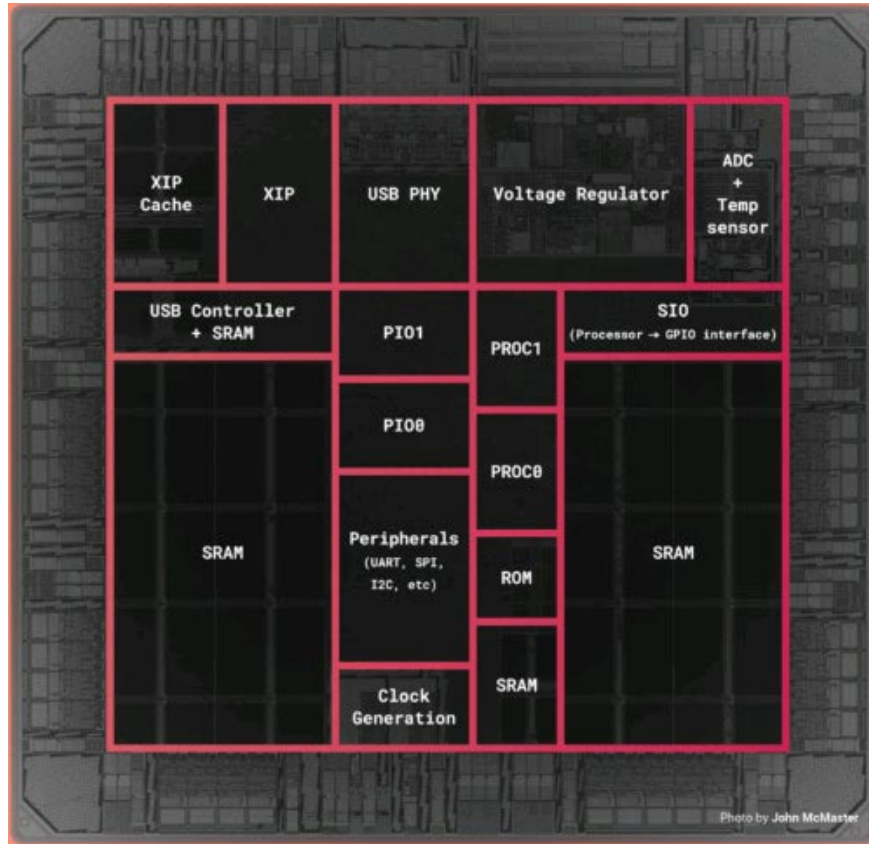 XIP
Cache
XIP
USB PHY
Voltage Regulator
ADC
+
Temp
sensor
USB Controller
+ SRAM
PIO1
PROC1
SIO
(Processor → GPIO interface)
PIO0
PROC0
SRAM
Peripherals
(UART, SPI,
I2C, etc)
ROM
SRAM
SRAM
Clock
Generation
Photo by John McMaster